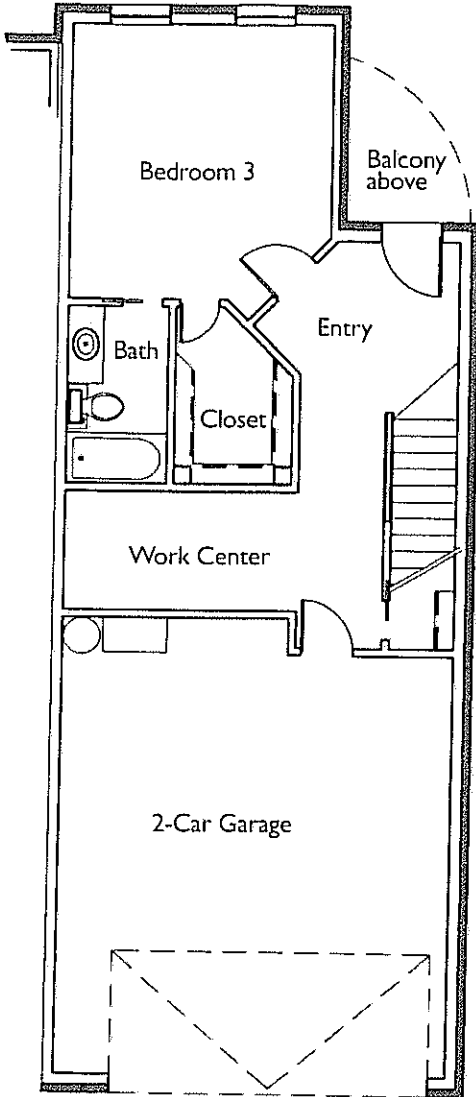 Bedroom 3
Balcony
above
Entry
Bath
Closet
Work Center
2-Car Garage